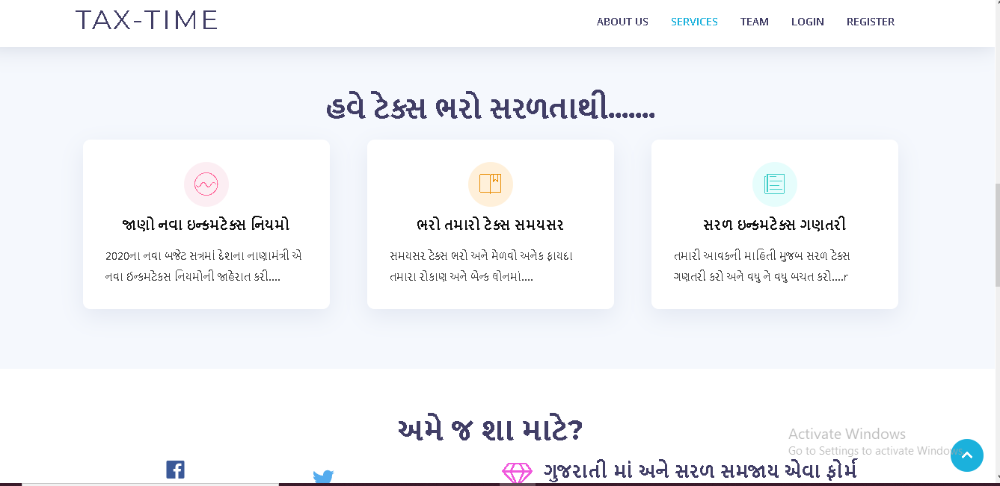 TAX-TIME
ABOUT US SERVICES TEAM LOGIN REGISTER
હવે ટેક્સ ભરો સરળતાથી.......
જાણો નવા ઇન્કમટેક્સ નિયમો
2020ના નવા બજેટ સત્રમાં દેશના નાણામંત્રી એ
નવા ઈન્કમટેકસ નિયમોની જાહેરાત કરી....
ભરો તમારો ટેક્સ સમયસર
સમયસર ટેક્સ ભરો અને મેળવો અનેક ફાયદા
તમારા રોકાણ અને બેન્ક લોનમાં....
સરળ ઇન્કમટેક્સ ગણતરી
તમારી આવકની માહિતી મુજબ સરળ ટેક્સ
ગણતરી કરો અને વધુ ને વધુ બચત કરો....r
અમે જ શા માટે?
Activate Windows
Go to Settings to activate Windows.
ગુજરાતી માં અને સરળ સમજાય એવા ફોર્મ